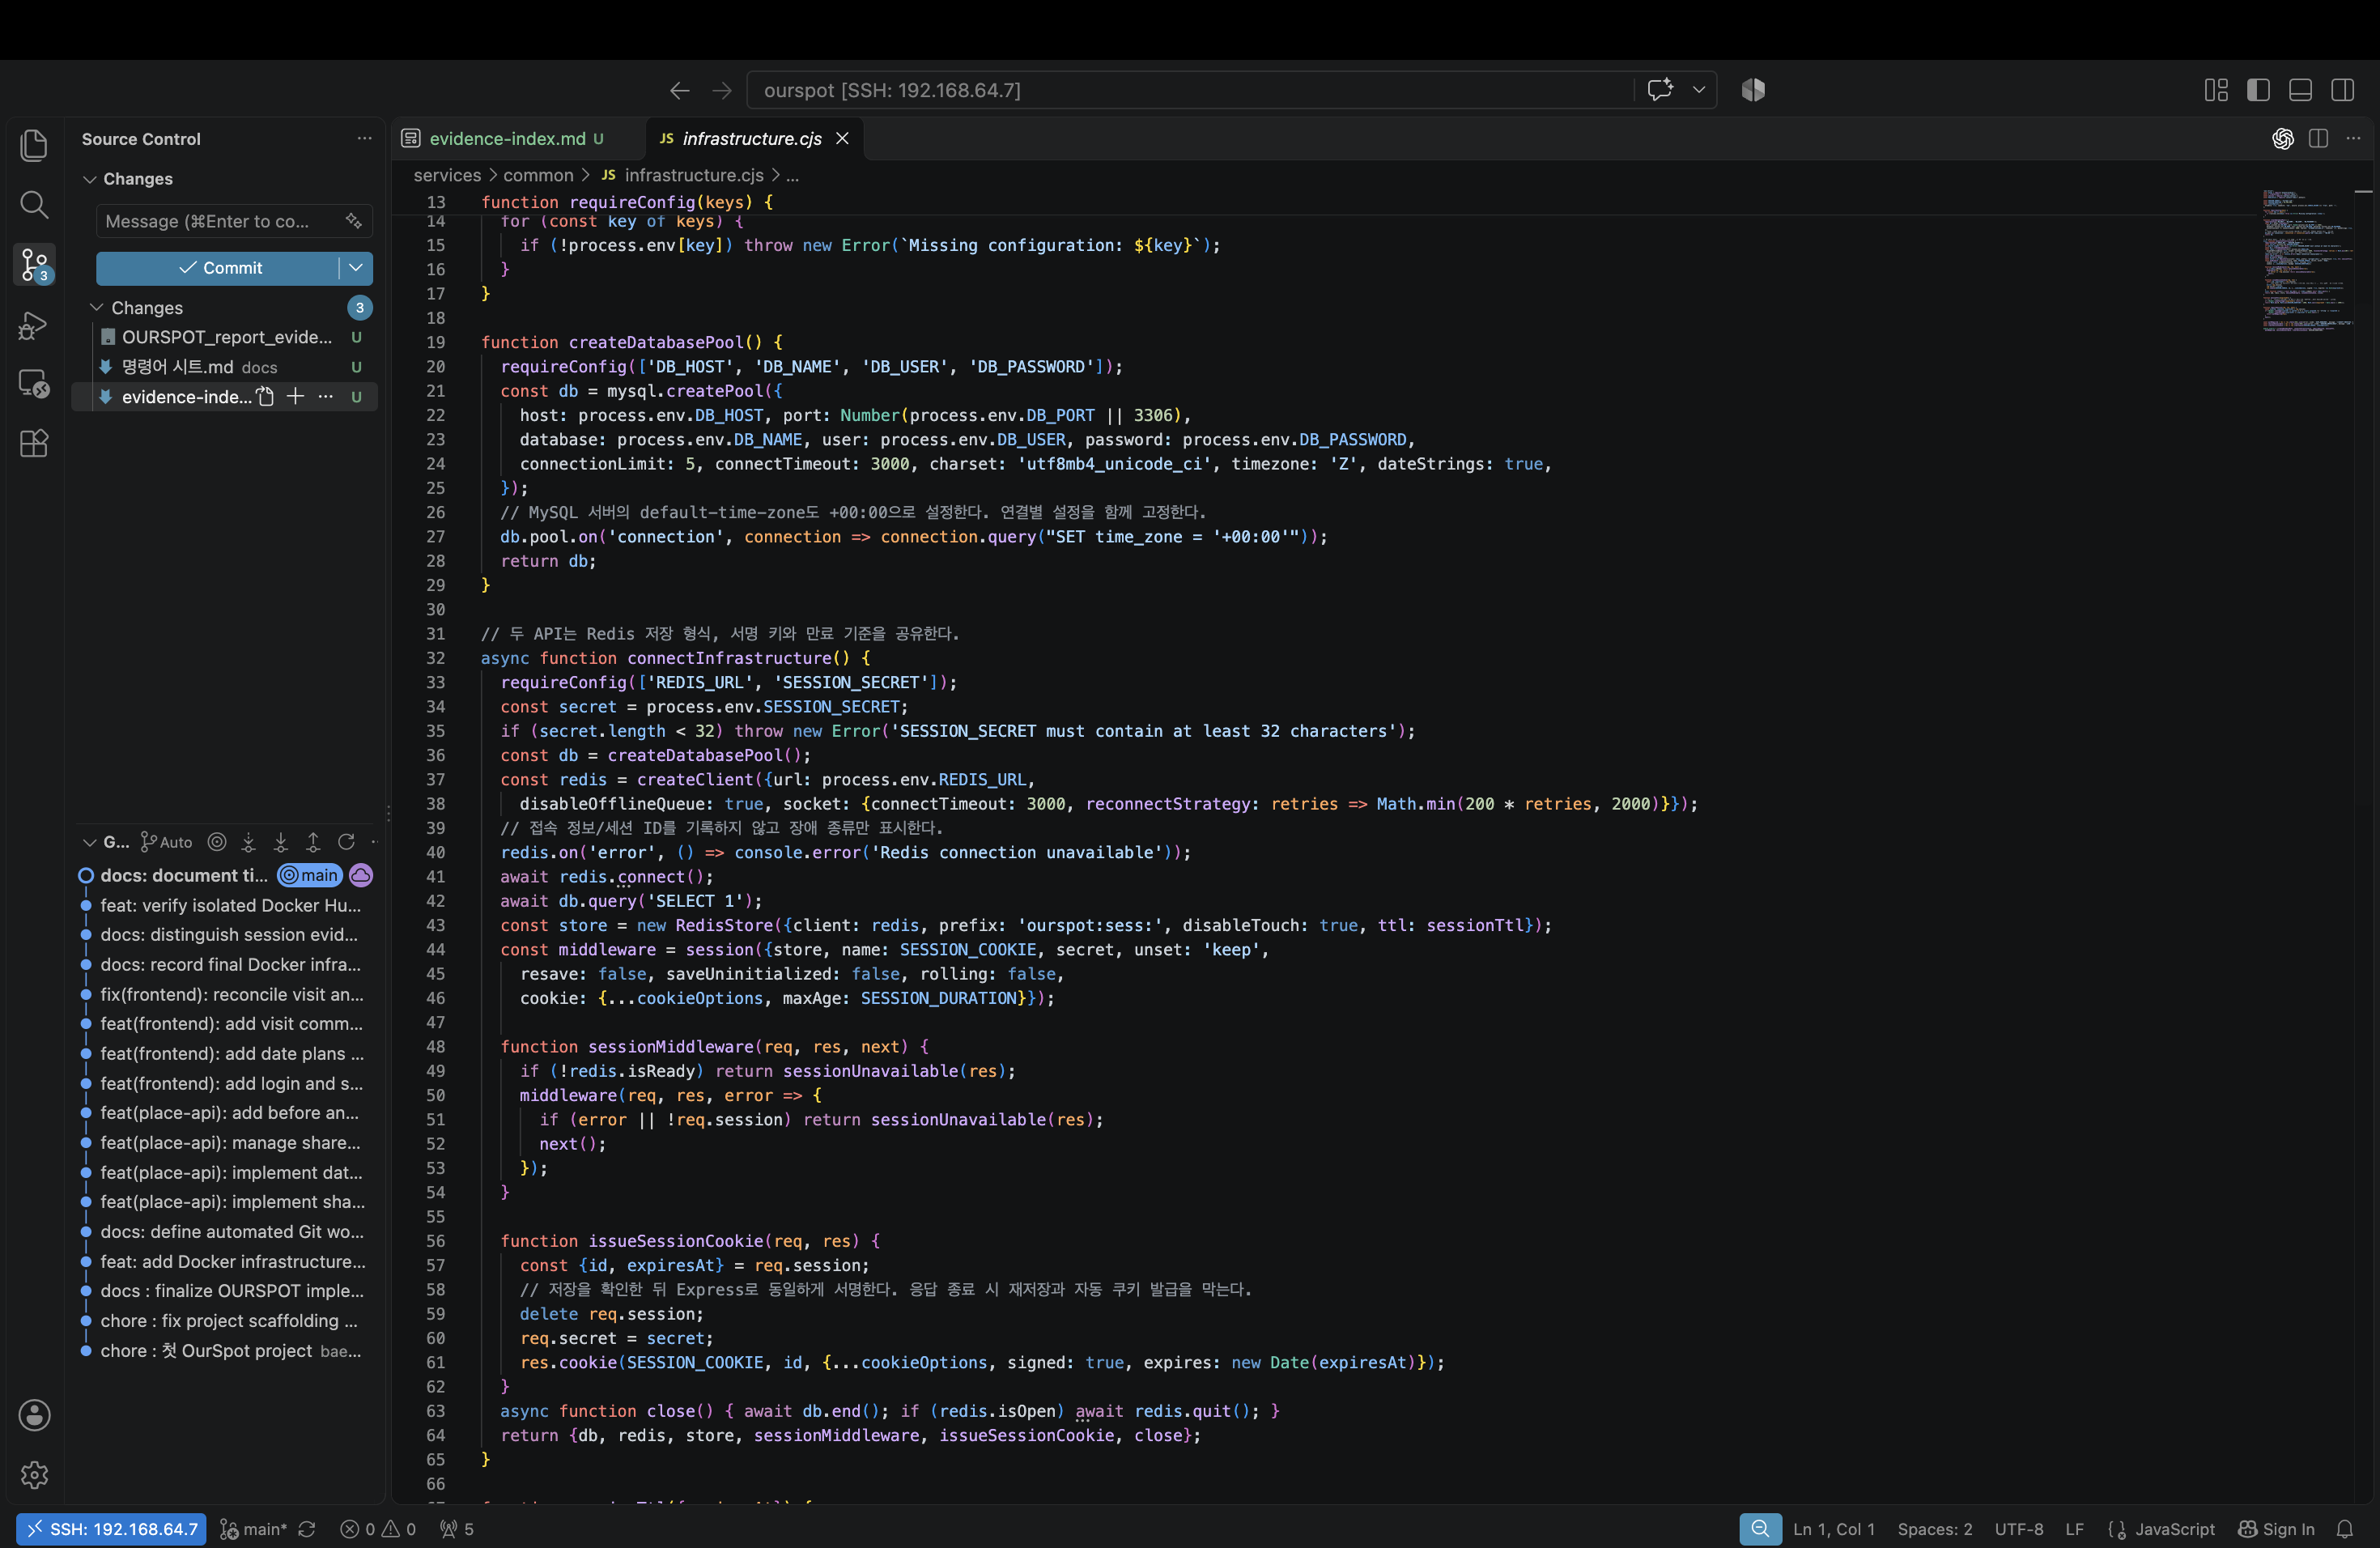 ourspot [SSH: 192.168.64.7]
Source Control
Changes
Message (⌘Enter to co...
Commit
Changes 3
OURSPOT_report_evide... U
명령어 시트.md docs U
evidence-inde... U
3
G... Auto
docs: document ti... main
feat: verify isolated Docker Hu...
docs: distinguish session evid...
docs: record final Docker infra...
fix(frontend): reconcile visit an...
feat(frontend): add visit comm...
feat(frontend): add date plans ...
feat(frontend): add login and s...
feat(place-api): add before an...
feat(place-api): manage share...
feat(place-api): implement dat...
feat(place-api): implement sha...
docs: define automated Git wo...
feat: add Docker infrastructure...
docs : finalize OURSPOT imple...
chore : fix project scaffolding ...
chore : 첫 OurSpot project bae...
evidence-index.md U
JS infrastructure.cjs
services > common > JS infrastructure.cjs > ...
13 function requireConfig(keys) {
14 for (const key of keys) {
15 if (!process.env[key]) throw new Error(`Missing configuration: ${key}`);
16 }
17 }
18
19 function createDatabasePool() {
20 requireConfig(['DB_HOST', 'DB_NAME', 'DB_USER', 'DB_PASSWORD']);
21 const db = mysql.createPool({
22 host: process.env.DB_HOST, port: Number(process.env.DB_PORT || 3306),
23 database: process.env.DB_NAME, user: process.env.DB_USER, password: process.env.DB_PASSWORD,
24 connectionLimit: 5, connectTimeout: 3000, charset: 'utf8mb4_unicode_ci', timezone: 'Z', dateStrings: true,
25 });
26 // MySQL 서버의 default-time-zone도 +00:00으로 설정한다. 연결별 설정을 함께 고정한다.
27 db.pool.on('connection', connection => connection.query("SET time_zone = '+00:00'"));
28 return db;
29 }
30
31 // 두 API는 Redis 저장 형식, 서명 키와 만료 기준을 공유한다.
32 async function connectInfrastructure() {
33 requireConfig(['REDIS_URL', 'SESSION_SECRET']);
34 const secret = process.env.SESSION_SECRET;
35 if (secret.length < 32) throw new Error('SESSION_SECRET must contain at least 32 characters');
36 const db = createDatabasePool();
37 const redis = createClient({url: process.env.REDIS_URL,
38 disableOfflineQueue: true, socket: {connectTimeout: 3000, reconnectStrategy: retries => Math.min(200 * retries, 2000)}});
39 // 접속 정보/세션 ID를 기록하지 않고 장애 종류만 표시한다.
40 redis.on('error', () => console.error('Redis connection unavailable'));
41 await redis.connect();
42 await db.query('SELECT 1');
43 const store = new RedisStore({client: redis, prefix: 'ourspot:sess:', disableTouch: true, ttl: sessionTtl});
44 const middleware = session({store, name: SESSION_COOKIE, secret, unset: 'keep',
45 resave: false, saveUninitialized: false, rolling: false,
46 cookie: {...cookieOptions, maxAge: SESSION_DURATION}});
47
48 function sessionMiddleware(req, res, next) {
49 if (!redis.isReady) return sessionUnavailable(res);
50 middleware(req, res, error => {
51 if (error || !req.session) return sessionUnavailable(res);
52 next();
53 });
54 }
55
56 function issueSessionCookie(req, res) {
57 const {id, expiresAt} = req.session;
58 // 저장을 확인한 뒤 Express로 동일하게 서명한다. 응답 종료 시 재저장과 자동 쿠키 발급을 막는다.
59 delete req.session;
60 req.secret = secret;
61 res.cookie(SESSION_COOKIE, id, {...cookieOptions, signed: true, expires: new Date(expiresAt)});
62 }
63 async function close() { await db.end(); if (redis.isOpen) await redis.quit(); }
64 return {db, redis, store, sessionMiddleware, issueSessionCookie, close};
65 }
66
SSH: 192.168.64.7 main* 0 0 5
Ln 1, Col 1 Spaces: 2 UTF-8 LF JavaScript Sign In